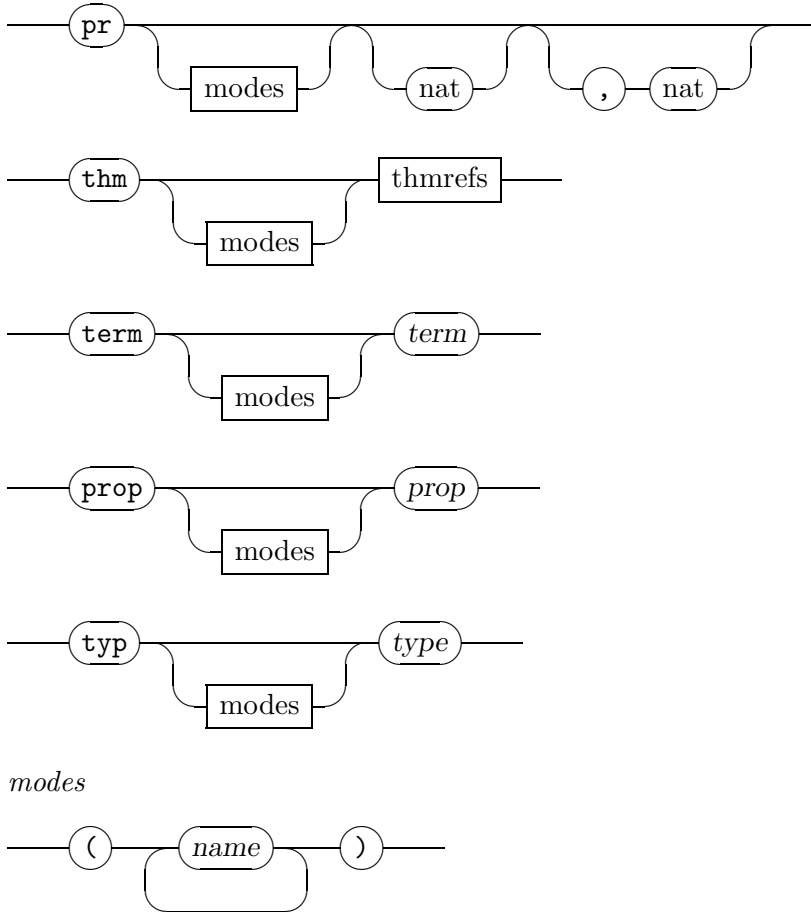 pr modes nat , nat
thm modes thmrefs
term modes term
prop modes prop
typ modes type
modes
( name )